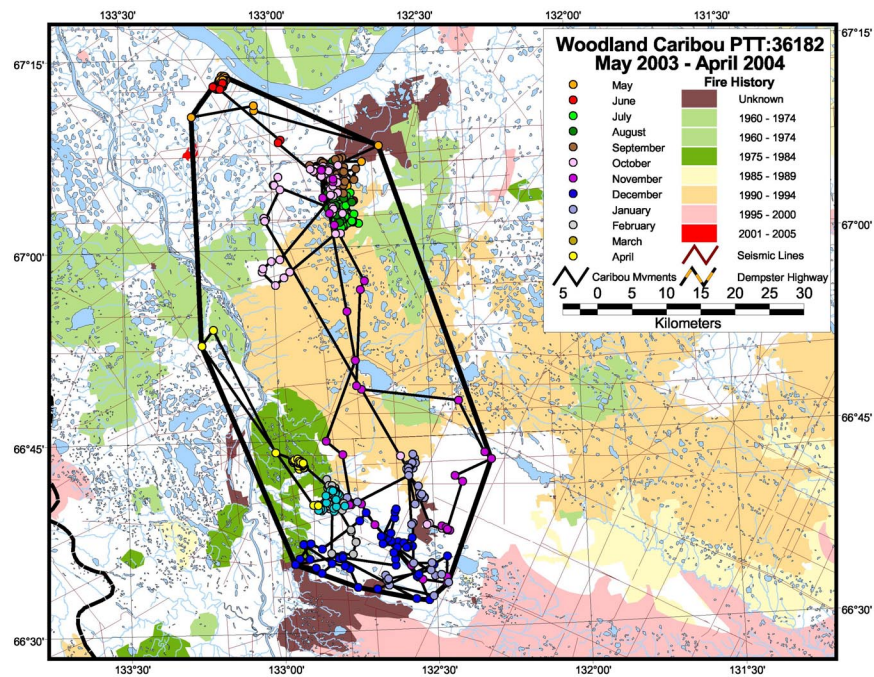 133°30' 133°00' 132°30' 132°00' 131°30'
67°15'
67°15'
Woodland Caribou PTT:36182
May 2003 - April 2004
Fire History
May
June
July
August
September
October
November
December
January
February
March
April
Unknown
1960 - 1974
1960 - 1974
1975 - 1984
1985 - 1989
1990 - 1994
1995 - 2000
2001 - 2005
Seismic Lines
Caribou Mvments
Dempster Highway
5 0 5 10 15 20 25 30
Kilometers
67°00'
67°00'
66°45'
66°45'
66°30'
66°30'
133°30' 133°00' 132°30' 132°00' 131°30'